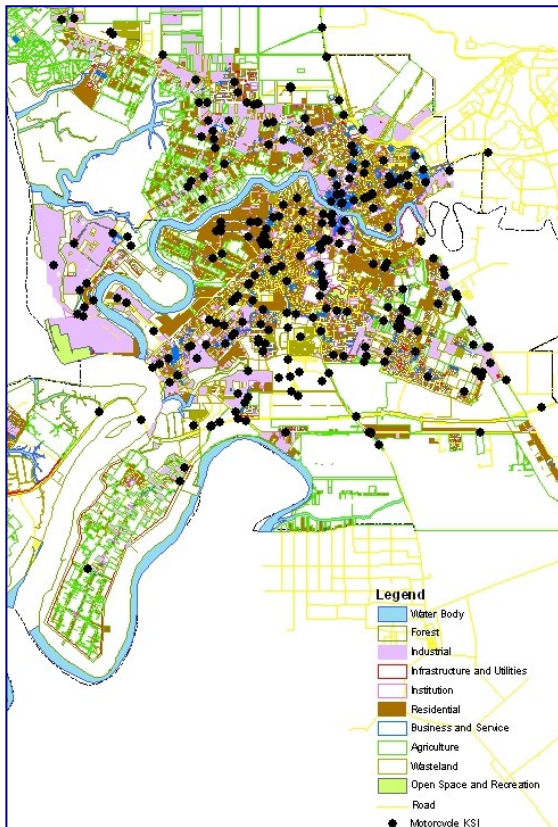 Legend
Water Body
Forest
Industrial
Infrastructure and Utilities
Institution
Residential
Business and Service
Agriculture
Wasteland
Open Space and Recreation
Road
Motorcycle KSI